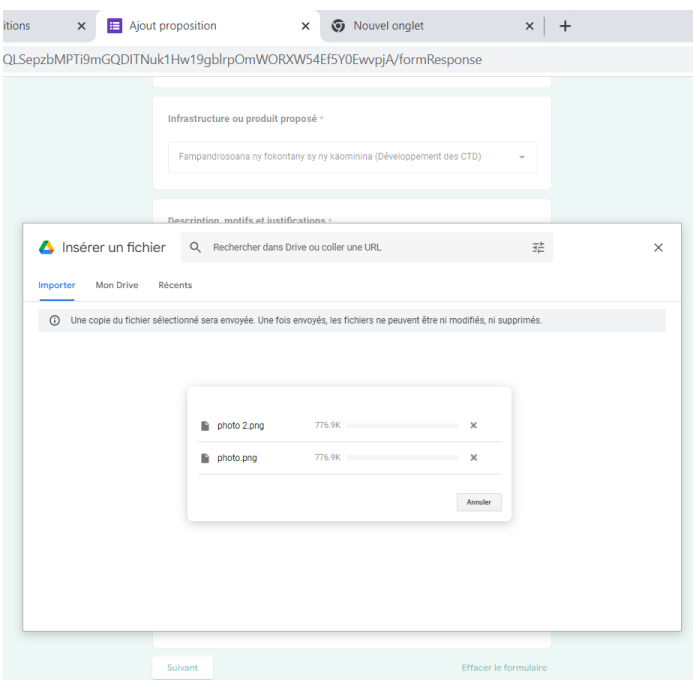 itions × Ajout proposition × Nouvel onglet × +
QLSepzbMPTi9mGQDITNuk1Hw19gblrpOmWORXW54Ef5Y0EwvpjA/formResponse
Infrastructure ou produit proposé *
Fampandrosoana ny fokontany sy ny kaominina (Développement des CTD)
Description, motifs et justifications *
Insérer un fichier
Rechercher dans Drive ou coller une URL
Importer Mon Drive Récents
Une copie du fichier sélectionné sera envoyée. Une fois envoyés, les fichiers ne peuvent être ni modifiés, ni supprimés.
photo 2.png 776.9K
photo.png 776.9K
Annuler
Suivant Effacer le formulaire